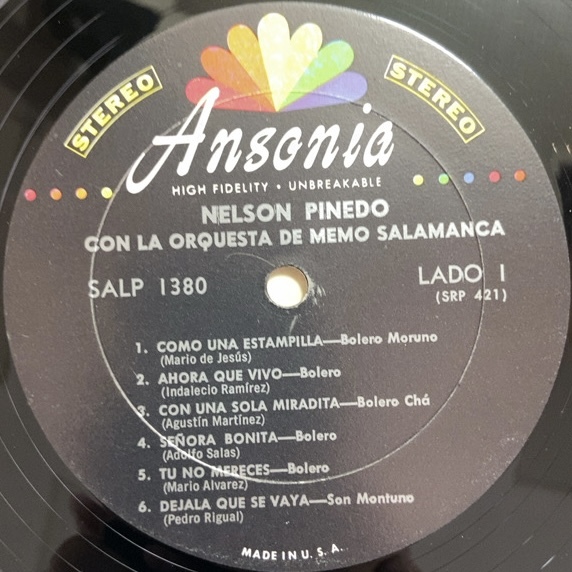 STEREO
STEREO
Ansonia
HIGH FIDELITY • UNBREAKABLE
NELSON PINEDO
CON LA ORQUESTA DE MEMO SALAMANCA
SALP 1380
LADO I
(SRP 421)
1. COMO UNA ESTAMPILLA—Bolero Moruno
(Mario de Jesús)
2. AHORA QUE VIVO—Bolero
(Indalecio Ramírez)
3. CON UNA SOLA MIRADITA—Bolero Chá
(Agustín Martínez)
4. SEÑORA BONITA—Bolero
(Adolfo Salas)
5. TU NO MERECES—Bolero
(Mario Alvarez)
6. DEJALA QUE SE VAYA—Son Montuno
(Pedro Rigual)
MADE IN U. S. A.